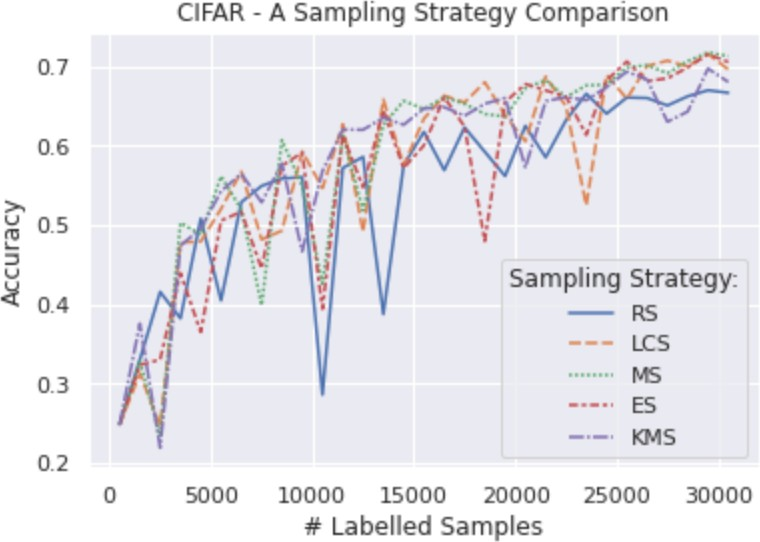 CIFAR - A Sampling Strategy Comparison
Accuracy
0.7
0.6
0.5
0.4
0.3
0.2
Sampling Strategy:
RS
LCS
MS
ES
KMS
0 5000 10000 15000 20000 25000 30000
# Labelled Samples